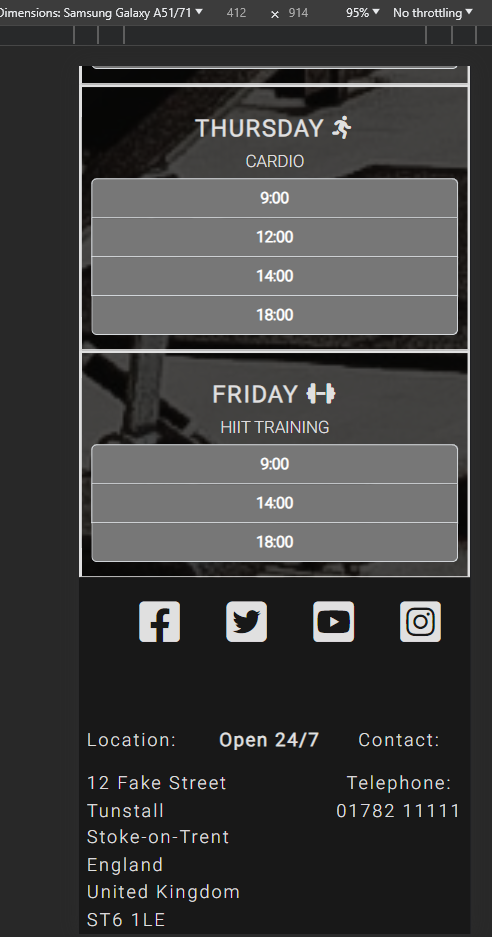 Dimensions: Samsung Galaxy A51/71 412 × 914 95% No throttling
THURSDAY
CARDIO
9:00
12:00
14:00
18:00
FRIDAY
HIIT TRAINING
9:00
14:00
18:00
Location: Open 24/7 Contact:
12 Fake Street Telephone:
Tunstall 01782 11111
Stoke-on-Trent
England
United Kingdom
ST6 1LE